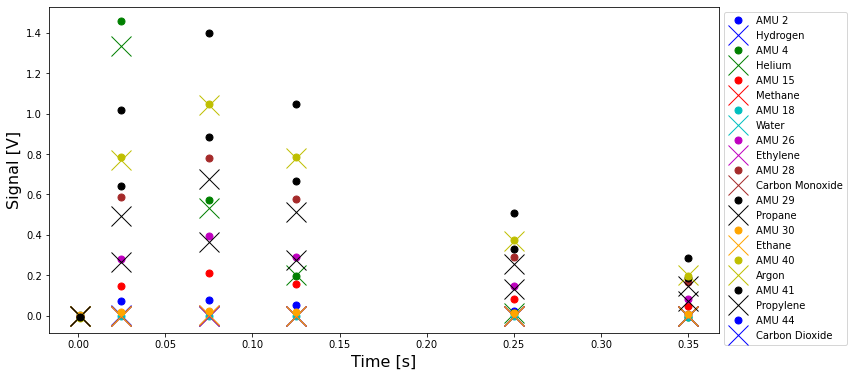 1.4
1.2
1.0
0.8
0.6
0.4
0.2
0.0
Signal [V]
0.00
0.05
0.10
0.15
0.20
0.25
0.30
0.35
Time [s]
AMU 2
Hydrogen
AMU 4
Helium
AMU 15
Methane
AMU 18
Water
AMU 26
Ethylene
AMU 28
Carbon Monoxide
AMU 29
Propane
AMU 30
Ethane
AMU 40
Argon
AMU 41
Propylene
AMU 44
Carbon Dioxide